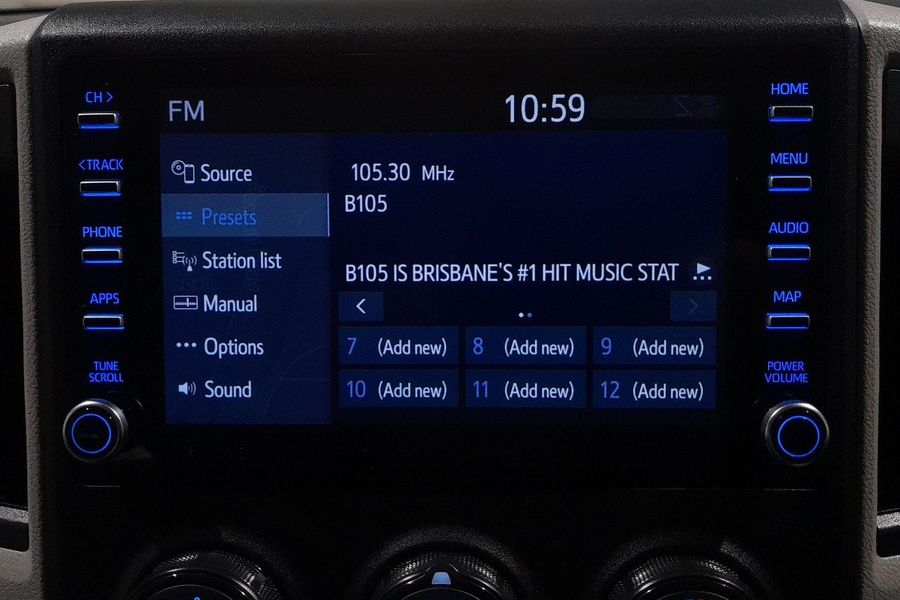 CH >
< TRACK
PHONE
APPS
TUNE
SCROLL
FM
10:59
Source
Presets
Station list
Manual
Options
Sound
105.30 MHz
B105
B105 IS BRISBANE'S #1 HIT MUSIC STAT
<
>
7 (Add new)
8 (Add new)
9 (Add new)
10 (Add new)
11 (Add new)
12 (Add new)
HOME
MENU
AUDIO
MAP
POWER
VOLUME